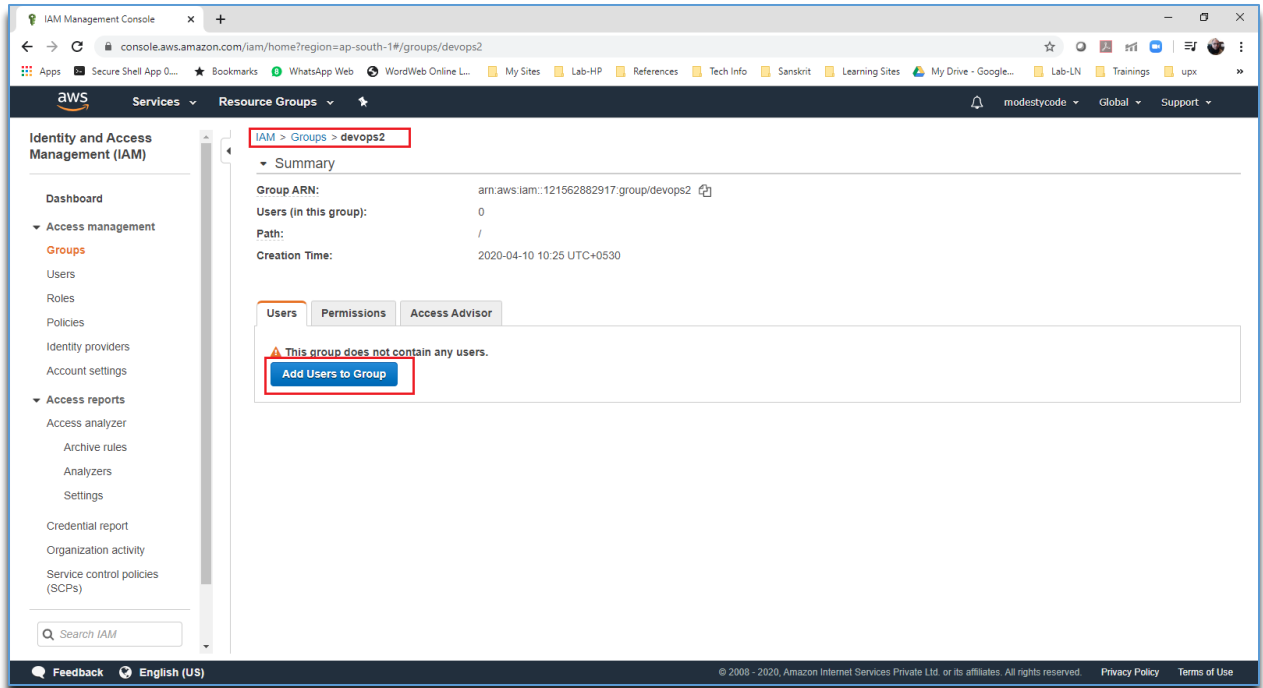 IAM Management Console
console.aws.amazon.com/iam/home?region=ap-south-1#/groups/devops2
Apps Secure Shell App 0.... Bookmarks WhatsApp Web WordWeb Online L... My Sites Lab-HP References Tech Info Sanskrit Learning Sites My Drive - Google... Lab-LN Trainings upx »
aws Services Resource Groups modestycode Global Support
Identity and Access
Management (IAM)
Dashboard
Access management
Groups
Users
Roles
Policies
Identity providers
Account settings
Access reports
Access analyzer
Archive rules
Analyzers
Settings
Credential report
Organization activity
Service control policies
(SCPs)
Search IAM
IAM > Groups > devops2
Summary
Group ARN: arn:aws:iam::121562882917:group/devops2
Users (in this group): 0
Path: /
Creation Time: 2020-04-10 10:25 UTC+0530
Users Permissions Access Advisor
This group does not contain any users.
Add Users to Group
Feedback English (US) © 2008 - 2020, Amazon Internet Services Private Ltd. or its affiliates. All rights reserved. Privacy Policy Terms of Use